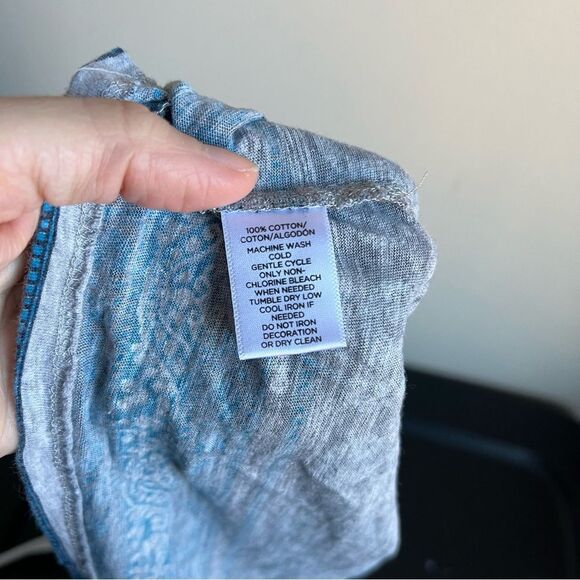 100% COTTON/
COTON/ALGODÓN
MACHINE WASH
COLD
GENTLE CYCLE
ONLY NON-
CHLORINE BLEACH
WHEN NEEDED
TUMBLE DRY LOW
COOL IRON IF
NEEDED
DO NOT IRON
DECORATION
OR DRY CLEAN